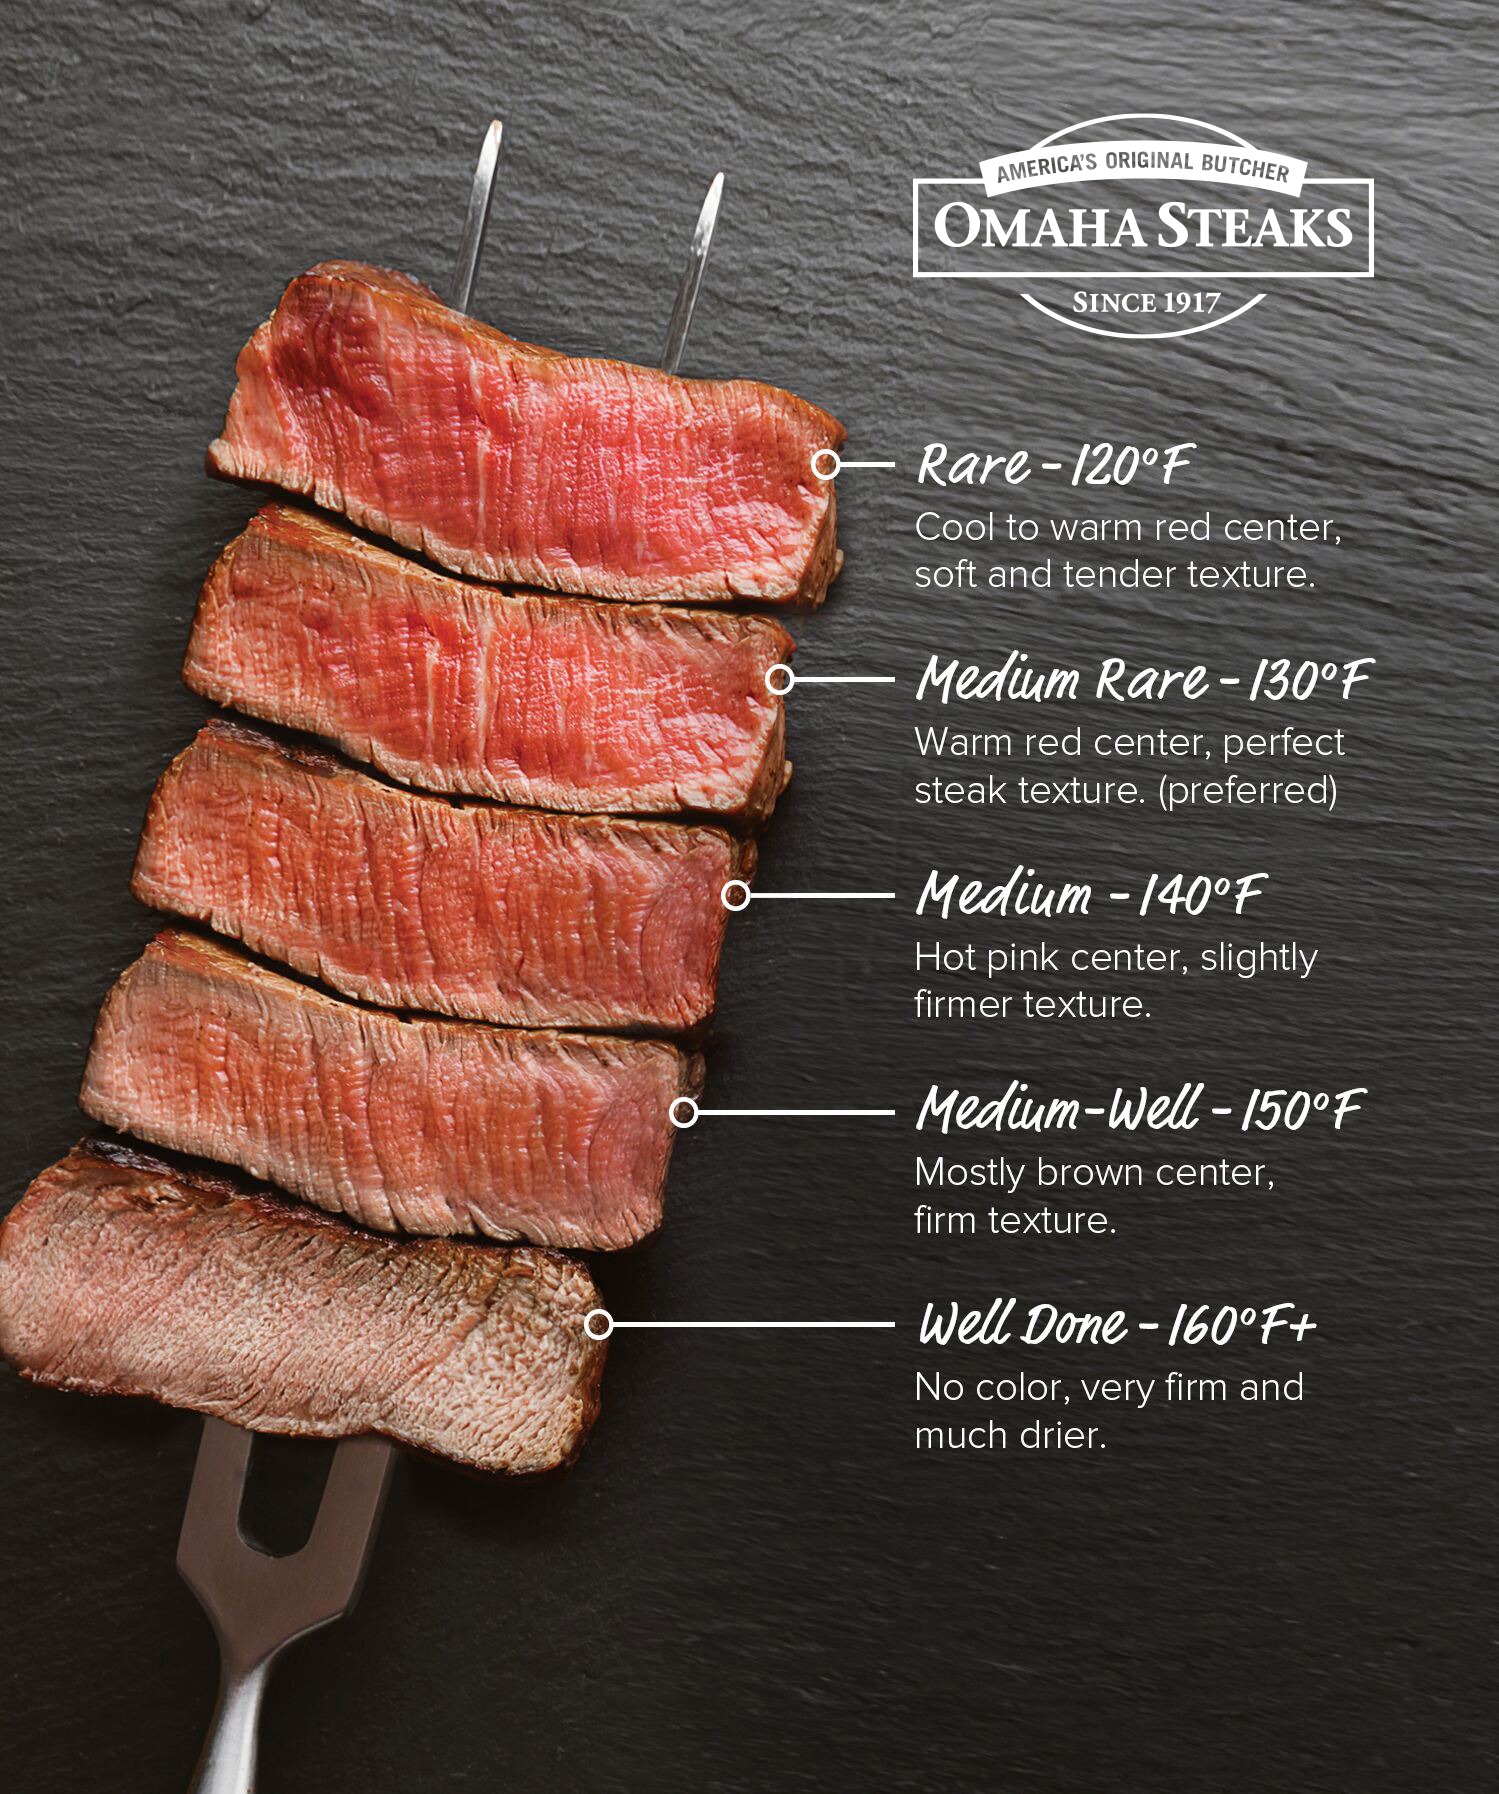 AMERICA'S ORIGINAL BUTCHER
OMAHA STEAKS
SINCE 1917
Rare - 120°F
Cool to warm red center,
soft and tender texture.
Medium Rare - 130°F
Warm red center, perfect
steak texture. (preferred)
Medium - 140°F
Hot pink center, slightly
firmer texture.
Medium-Well - 150°F
Mostly brown center,
firm texture.
Well Done - 160°F+
No color, very firm and
much drier.